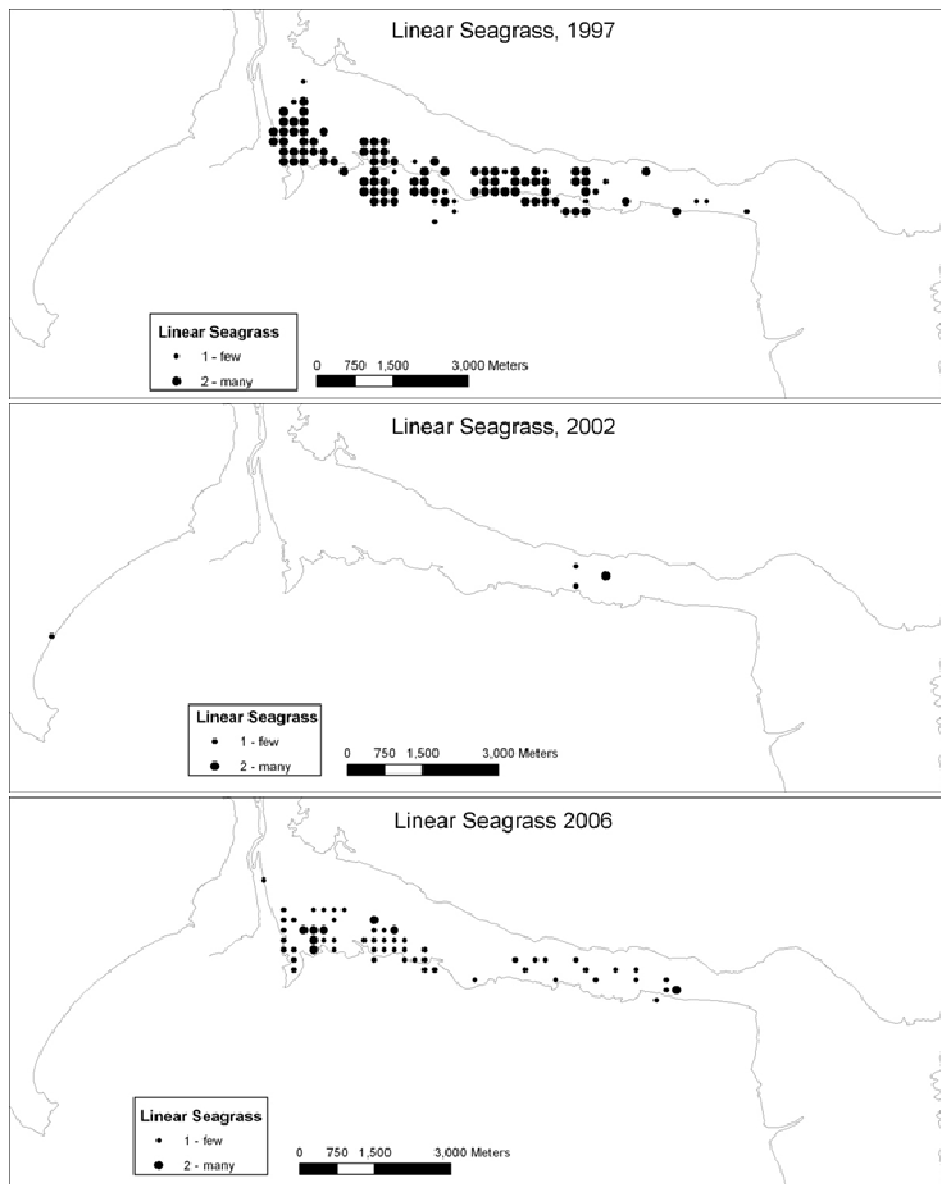 Linear Seagrass, 1997
Linear Seagrass
1 - few
2 - many
0 750 1,500 3,000 Meters
Linear Seagrass, 2002
Linear Seagrass
1 - few
2 - many
0 750 1,500 3,000 Meters
Linear Seagrass 2006
Linear Seagrass
1 - few
2 - many
0 750 1,500 3,000 Meters